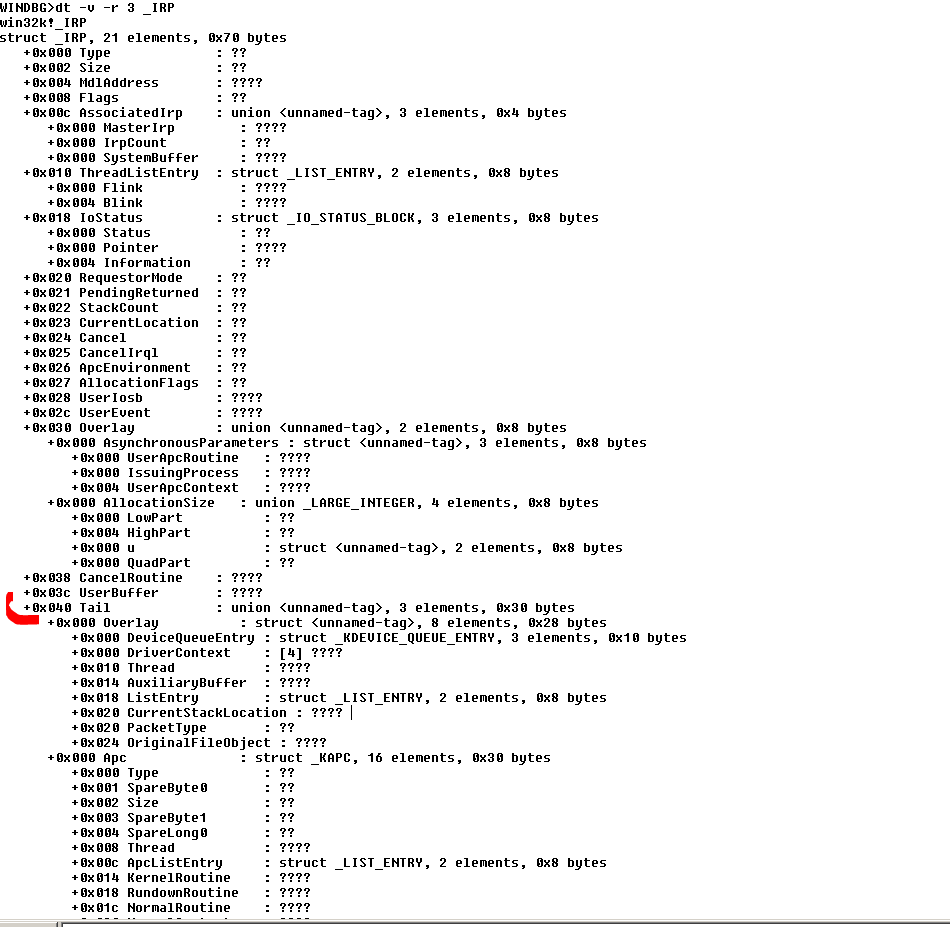 WINDBG>dt -v -r 3 _IRP
win32k!_IRP
struct _IRP, 21 elements, 0x70 bytes
+0x000 Type : ??
+0x002 Size : ??
+0x004 MdlAddress : ????
+0x008 Flags : ??
+0x00c AssociatedIrp : union <unnamed-tag>, 3 elements, 0x4 bytes
+0x000 MasterIrp : ????
+0x000 IrpCount : ??
+0x000 SystemBuffer : ????
+0x010 ThreadListEntry : struct _LIST_ENTRY, 2 elements, 0x8 bytes
+0x000 Flink : ????
+0x004 Blink : ????
+0x018 IoStatus : struct _IO_STATUS_BLOCK, 3 elements, 0x8 bytes
+0x000 Status : ??
+0x000 Pointer : ????
+0x004 Information : ??
+0x020 RequestorMode : ??
+0x021 PendingReturned : ??
+0x022 StackCount : ??
+0x023 CurrentLocation : ??
+0x024 Cancel : ??
+0x025 CancelIrql : ??
+0x026 ApcEnvironment : ??
+0x027 AllocationFlags : ??
+0x028 UserIosb : ????
+0x02c UserEvent : ????
+0x030 Overlay : union <unnamed-tag>, 2 elements, 0x8 bytes
+0x000 AsynchronousParameters : struct <unnamed-tag>, 3 elements, 0x8 bytes
+0x000 UserApcRoutine : ????
+0x000 IssuingProcess : ????
+0x004 UserApcContext : ????
+0x000 AllocationSize : union _LARGE_INTEGER, 4 elements, 0x8 bytes
+0x000 LowPart : ??
+0x004 HighPart : ??
+0x000 u : struct <unnamed-tag>, 2 elements, 0x8 bytes
+0x000 QuadPart : ??
+0x038 CancelRoutine : ????
+0x03c UserBuffer : ????
+0x040 Tail : union <unnamed-tag>, 3 elements, 0x30 bytes
+0x000 Overlay : struct <unnamed-tag>, 8 elements, 0x28 bytes
+0x000 DeviceQueueEntry : struct _KDEVICE_QUEUE_ENTRY, 3 elements, 0x10 bytes
+0x000 DriverContext : [4] ????
+0x010 Thread : ????
+0x014 AuxiliaryBuffer : ????
+0x018 ListEntry : struct _LIST_ENTRY, 2 elements, 0x8 bytes
+0x020 CurrentStackLocation : ????
+0x020 PacketType : ??
+0x024 OriginalFileObject : ????
+0x000 Apc : struct _KAPC, 16 elements, 0x30 bytes
+0x000 Type : ??
+0x001 SpareByte0 : ??
+0x002 Size : ??
+0x003 SpareByte1 : ??
+0x004 SpareLong0 : ??
+0x008 Thread : ????
+0x00c ApcListEntry : struct _LIST_ENTRY, 2 elements, 0x8 bytes
+0x014 KernelRoutine : ????
+0x018 RundownRoutine : ????
+0x01c NormalRoutine : ????